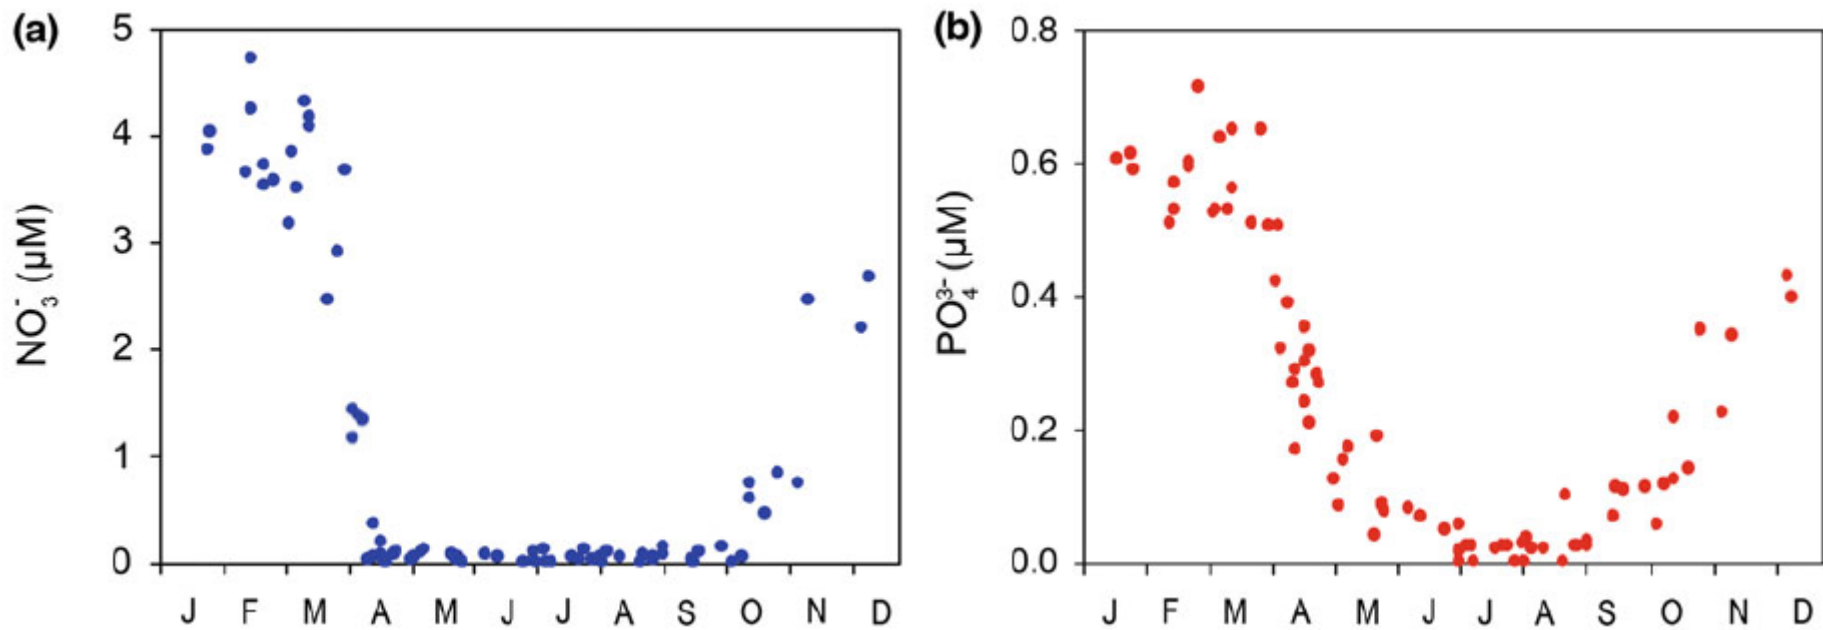 (a)
5
4
3
2
1
0
NO₃⁻ (µM)
J F M A M J J A S O N D
(b)
0.8
0.6
0.4
0.2
0.0
PO₄³⁻ (µM)
J F M A M J J A S O N D